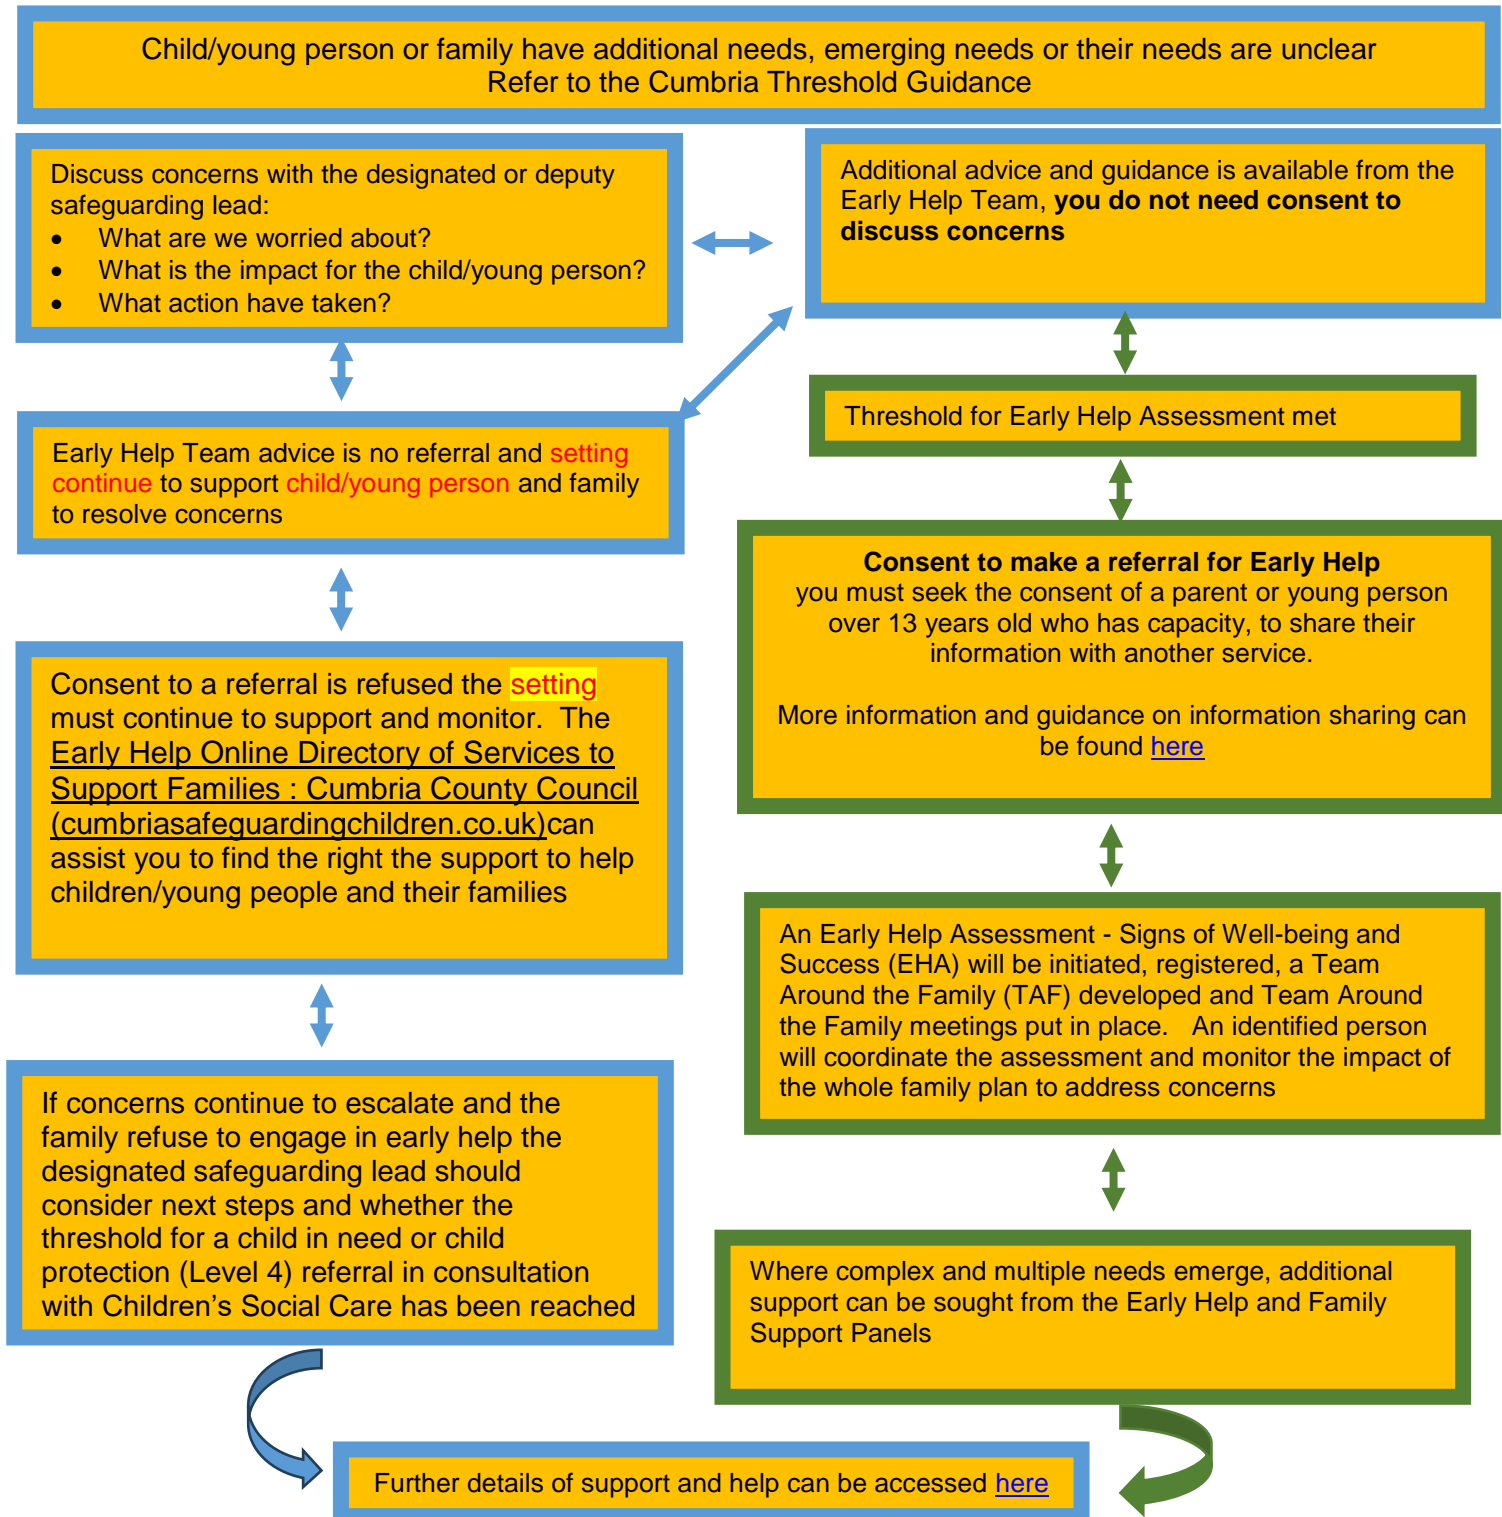 Child/young person or family have additional needs, emerging needs or their needs are unclear
Refer to the Cumbria Threshold Guidance
Discuss concerns with the designated or deputy
safeguarding lead:
• What are we worried about?
• What is the impact for the child/young person?
• What action have taken?
Additional advice and guidance is available from the
Early Help Team, you do not need consent to
discuss concerns
Early Help Team advice is no referral and setting
continue to support child/young person and family
to resolve concerns
Threshold for Early Help Assessment met
Consent to make a referral for Early Help
you must seek the consent of a parent or young person
over 13 years old who has capacity, to share their
information with another service.
More information and guidance on information sharing can
be found here
Consent to a referral is refused the setting
must continue to support and monitor. The
Early Help Online Directory of Services to
Support Families : Cumbria County Council
(cumbriasafeguardingchildren.co.uk)can
assist you to find the right the support to help
children/young people and their families
An Early Help Assessment - Signs of Well-being and
Success (EHA) will be initiated, registered, a Team
Around the Family (TAF) developed and Team Around
the Family meetings put in place. An identified person
will coordinate the assessment and monitor the impact of
the whole family plan to address concerns
If concerns continue to escalate and the
family refuse to engage in early help the
designated safeguarding lead should
consider next steps and whether the
threshold for a child in need or child
protection (Level 4) referral in consultation
with Children’s Social Care has been reached
Where complex and multiple needs emerge, additional
support can be sought from the Early Help and Family
Support Panels
Further details of support and help can be accessed here